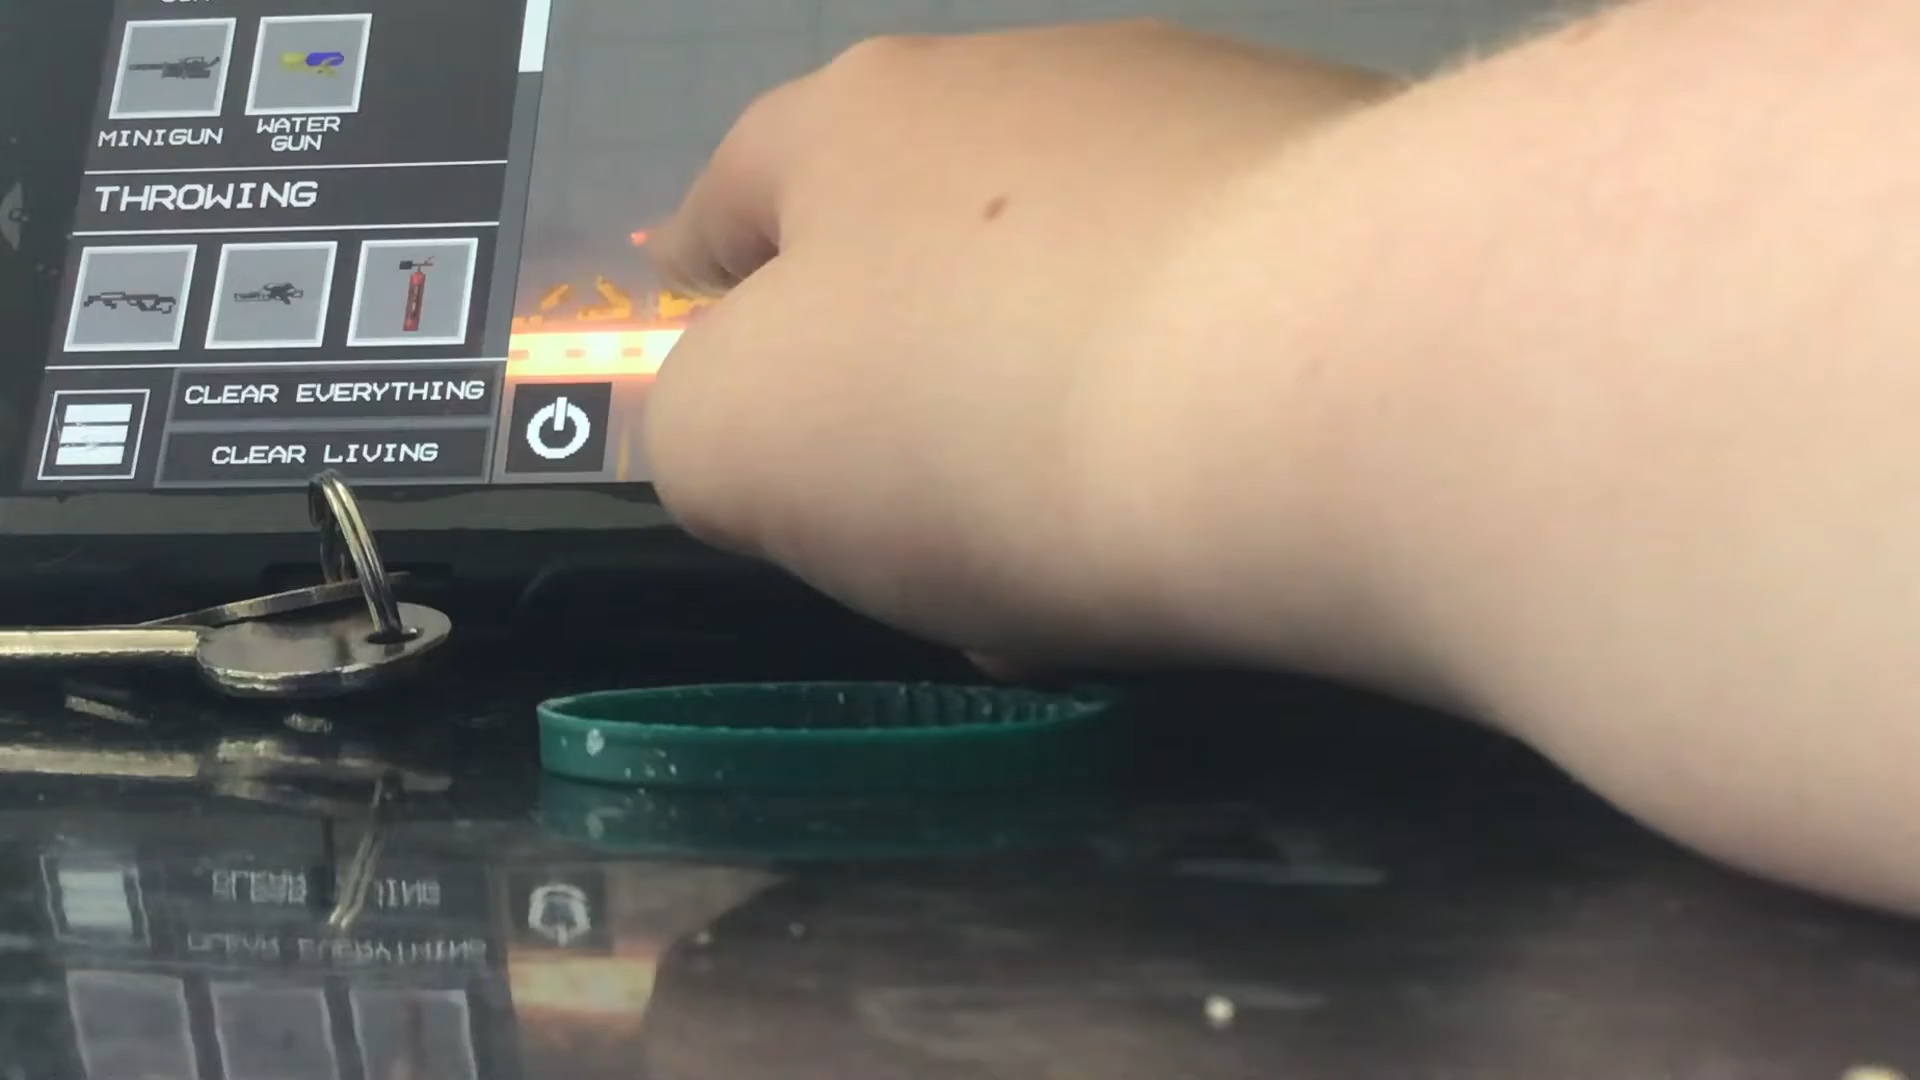 MINIGUN
WATER
GUN
THROWING
CLEAR EVERYTHING
CLEAR LIVING